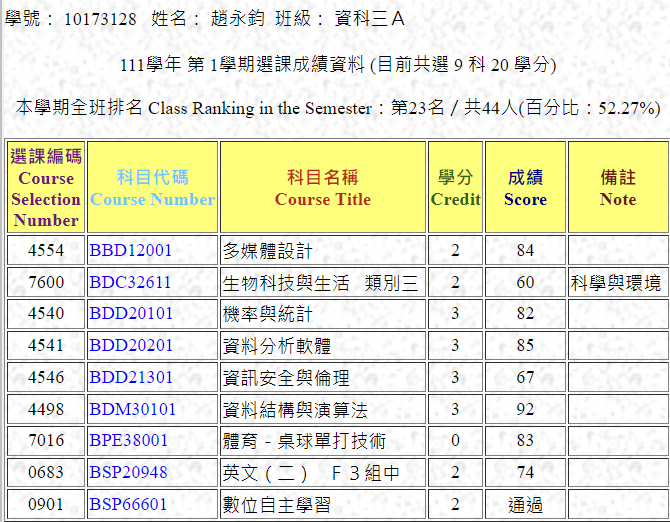 學號： 10173128 姓名： 趙永鈞 班級： 資科三Ａ
111學年 第 1學期選課成績資料 (目前共選 9 科 20 學分)
本學期全班排名 Class Ranking in the Semester：第23名 / 共44人(百分比：52.27%)
選課編碼 Course Selection Number 科目代碼 Course Number 科目名稱 Course Title 學分 Credit 成績 Score 備註 Note
4554 BBD12001 多媒體設計 2 84
7600 BDC32611 生物科技與生活 類別三 2 60 科學與環境
4540 BDD20101 機率與統計 3 82
4541 BDD20201 資料分析軟體 3 85
4546 BDD21301 資訊安全與倫理 3 67
4498 BDM30101 資料結構與演算法 3 92
7016 BPE38001 體育－桌球單打技術 0 83
0683 BSP20948 英文（二） Ｆ３組中 2 74
0901 BSP66601 數位自主學習 2 通過